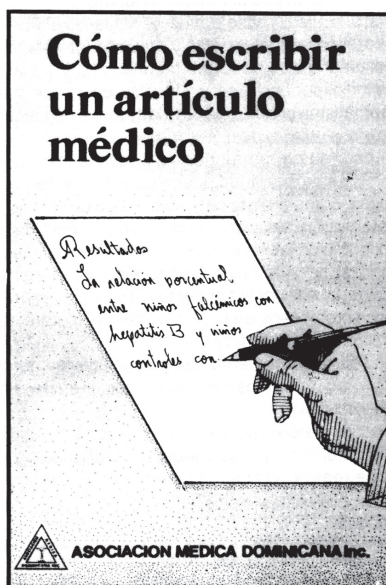 Cómo escribir
un artículo
médico
Resultados
La relación porcentual
entre niños falcémicos con
hepatitis B y niños
controles con
ASOCIACION MEDICA DOMINICANA Inc.